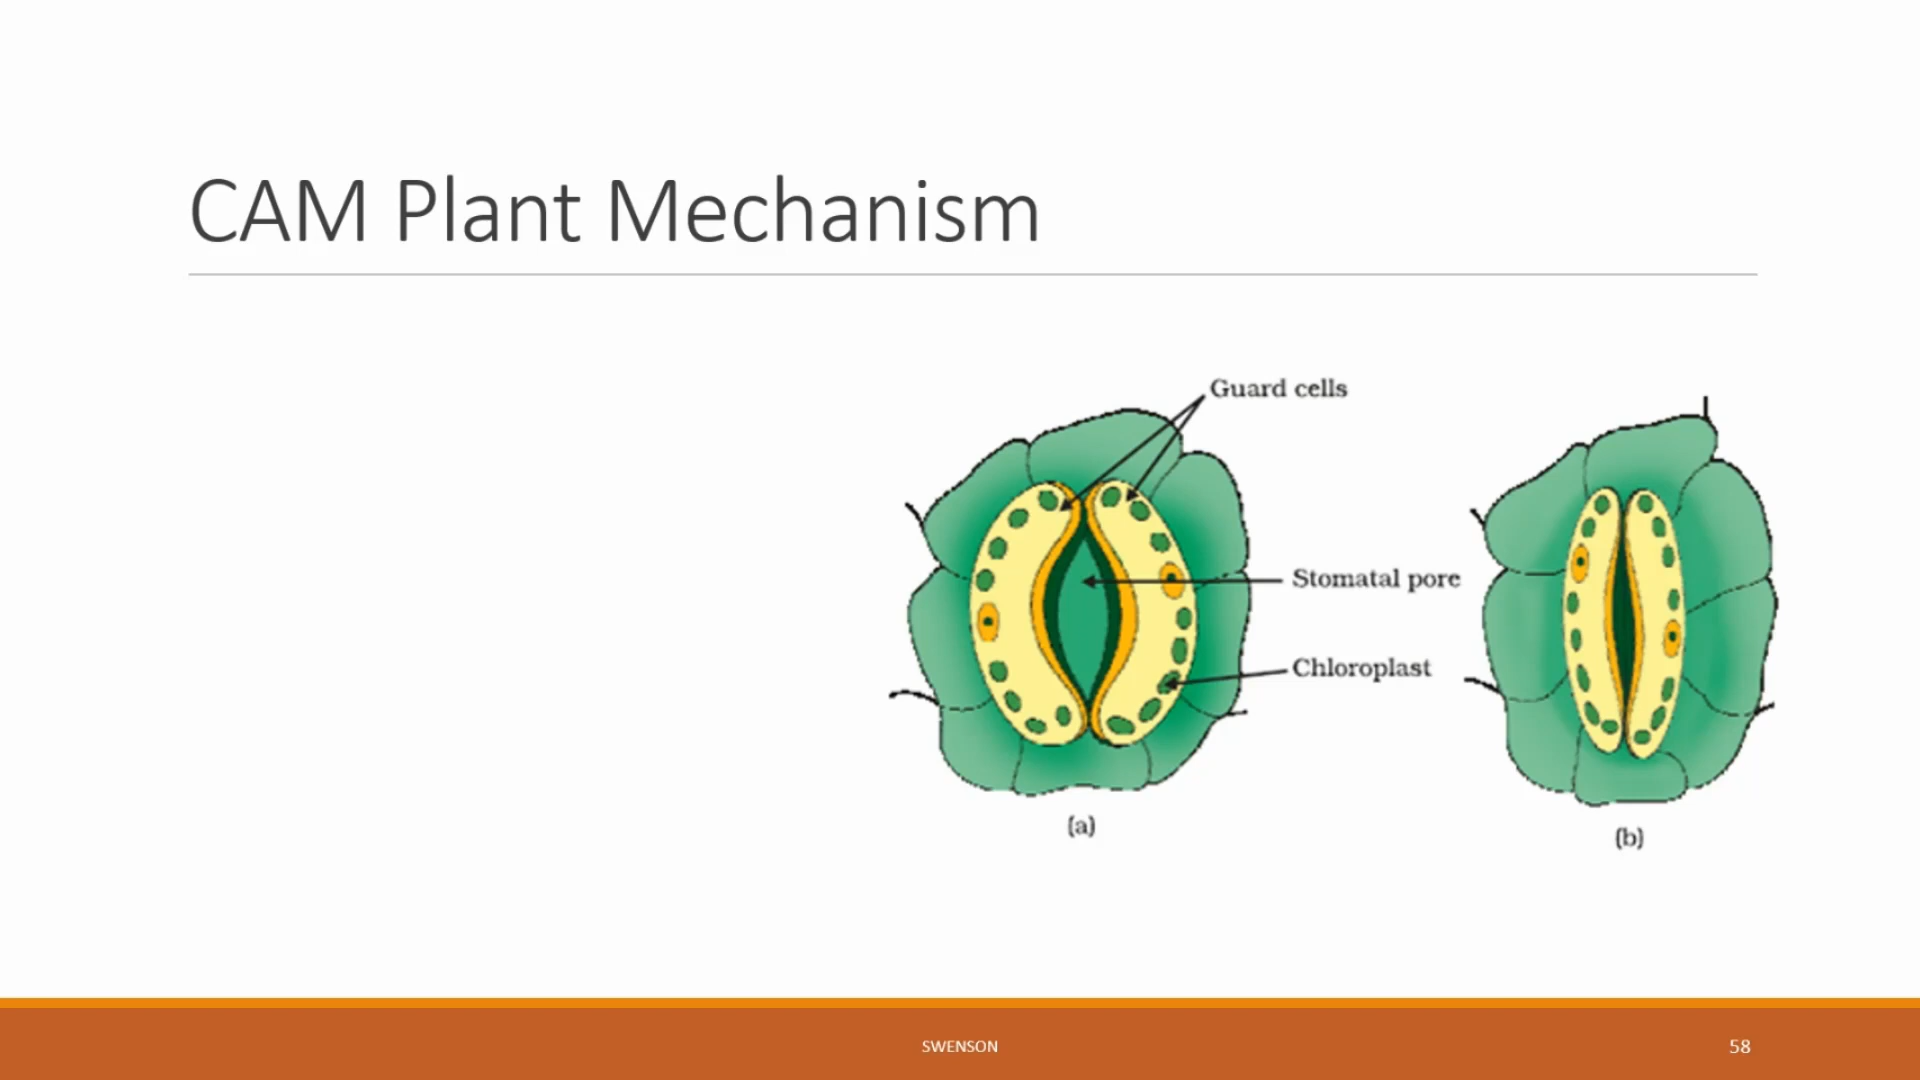 CAM Plant Mechanism
Guard cells
Stomatal pore
Chloroplast
(a)
(b)
SWENSON
58